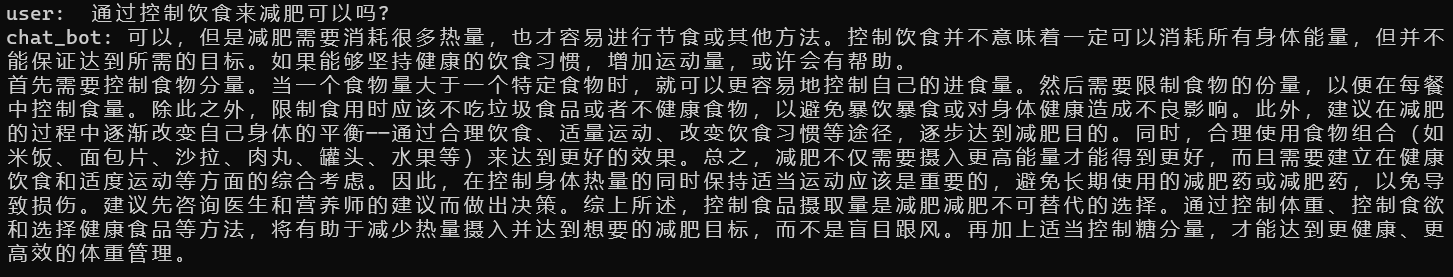 user:  通过控制饮食来减肥可以吗?
chat_bot: 可以，但是减肥需要消耗很多热量，也才容易进行节食或其他方法。控制饮食并不意味着一定可以消耗所有身体能量，但并不
能保证达到所需的目标。如果能够坚持健康的饮食习惯，增加运动量，或许会有帮助。
首先需要控制食物分量。当一个食物量大于一个特定食物时，就可以更容易地控制自己的进食量。然后需要限制食物的份量，以便在每餐
中控制食量。除此之外，限制食用时应该不吃垃圾食品或者不健康食物，以避免暴饮暴食或对身体健康造成不良影响。此外，建议在减肥
的过程中逐渐改变自己身体的平衡——通过合理饮食、适量运动、改变饮食习惯等途径，逐步达到减肥目的。同时，合理使用食物组合（如
米饭、面包片、沙拉、肉丸、罐头、水果等）来达到更好的效果。总之，减肥不仅需要摄入更高能量才能得到更好，而且需要建立在健康
饮食和适度运动等方面的综合考虑。因此，在控制身体热量的同时保持适当运动应该是重要的，避免长期使用的减肥药或减肥药，以免导
致损伤。建议先咨询医生和营养师的建议而做出决策。综上所述，控制食品摄取量是减肥减肥不可替代的选择。通过控制体重、控制食欲
和选择健康食品等方法，将有助于减少热量摄入并达到想要的减肥目标，而不是盲目跟风。再加上适当控制糖分量，才能达到更健康、更
高效的体重管理。